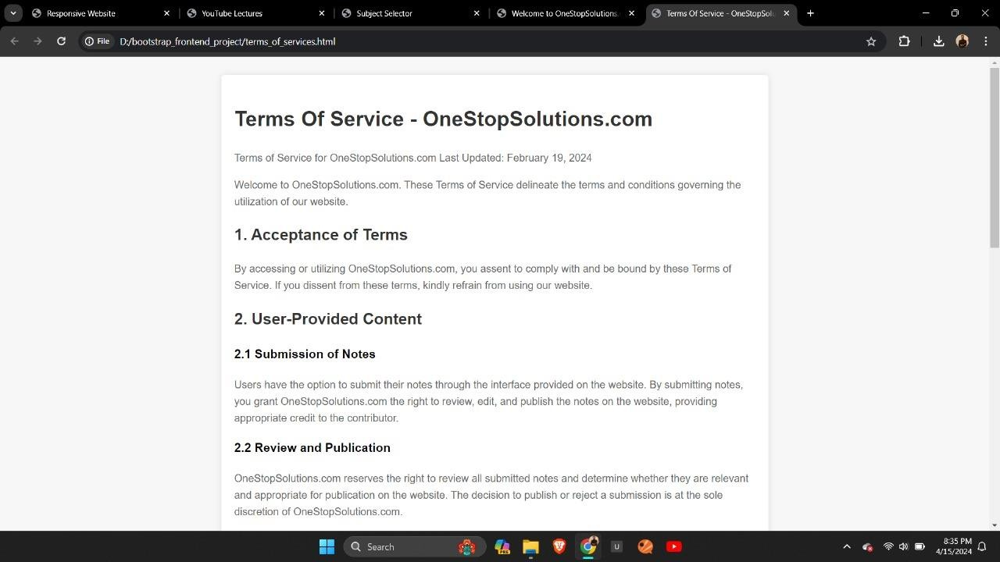 Responsive Website
YouTube Lectures
Subject Selector
Welcome to OneStopSolutions.
Terms Of Service - OneStopSolu
File
D:/bootstrap_frontend_project/terms_of_services.html
Terms Of Service - OneStopSolutions.com
Terms of Service for OneStopSolutions.com Last Updated: February 19, 2024
Welcome to OneStopSolutions.com. These Terms of Service delineate the terms and conditions governing the
utilization of our website.
1. Acceptance of Terms
By accessing or utilizing OneStopSolutions.com, you assent to comply with and be bound by these Terms of
Service. If you dissent from these terms, kindly refrain from using our website.
2. User-Provided Content
2.1 Submission of Notes
Users have the option to submit their notes through the interface provided on the website. By submitting notes,
you grant OneStopSolutions.com the right to review, edit, and publish the notes on the website, providing
appropriate credit to the contributor.
2.2 Review and Publication
OneStopSolutions.com reserves the right to review all submitted notes and determine whether they are relevant
and appropriate for publication on the website. The decision to publish or reject a submission is at the sole
discretion of OneStopSolutions.com.
Search
PRE
U
8:35 PM
4/15/2024